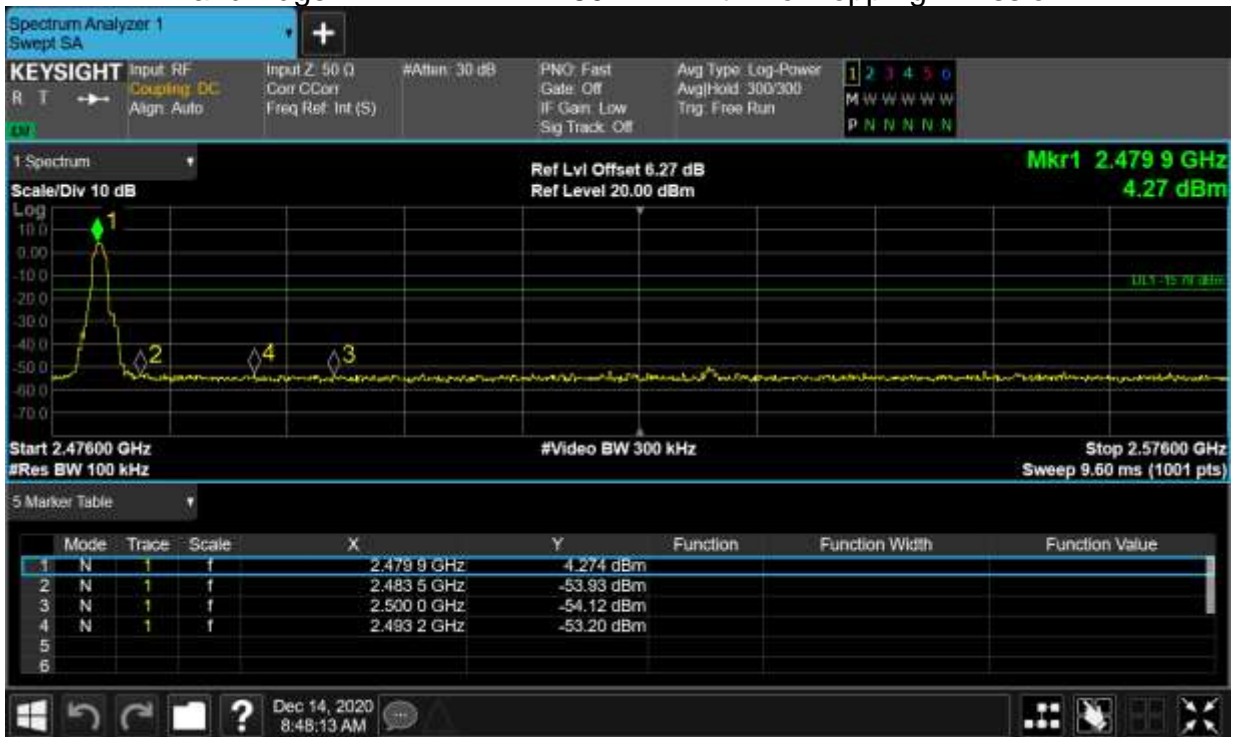 Spectrum Analyzer 1
Swept SA
+
KEYSIGHT Input: RF Input Z: 50 Ω #Atten: 30 dB PNO: Fast Avg Type: Log-Power 1 2 3 4 5 6
R T Coupling: DC Corr CCorr Gate: Off Avg|Hold: 300/300 M W W W W W
Align: Auto Freq Ref: Int (S) IF Gain: Low Trig: Free Run
Sig Track: Off P N N N N N
1 Spectrum Ref Lvl Offset 6.27 dB Mkr1 2.479 9 GHz
Scale/Div 10 dB Ref Level 20.00 dBm 4.27 dBm
Log
10.0 1
0.00
-10.0
-20.0
-30.0
-40.0 2 4 3
-50.0
-60.0
-70.0
Start 2.47600 GHz #Video BW 300 kHz Stop 2.57600 GHz
#Res BW 100 kHz Sweep 9.60 ms (1001 pts)
5 Marker Table
Mode Trace Scale X Y Function Function Width Function Value
1 N 1 f 2.479 9 GHz 4.274 dBm
2 N 1 f 2.483 5 GHz -53.93 dBm
3 N 1 f 2.500 0 GHz -54.12 dBm
4 N 1 f 2.493 2 GHz -53.20 dBm
5
6
? Dec 14, 2020
8:48:13 AM